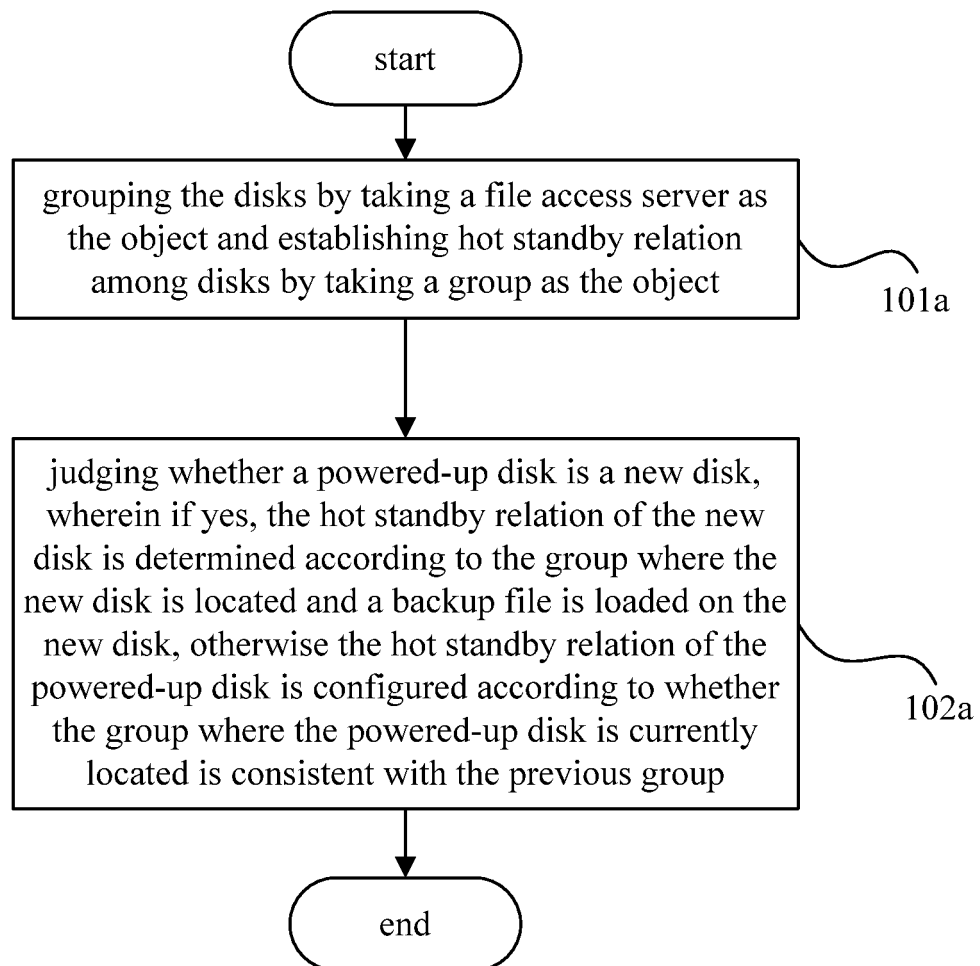 start
grouping the disks by taking a file access server as
the object and establishing hot standby relation
among disks by taking a group as the object
101a
judging whether a powered-up disk is a new disk,
wherein if yes, the hot standby relation of the new
disk is determined according to the group where the
new disk is located and a backup file is loaded on the
new disk, otherwise the hot standby relation of the
powered-up disk is configured according to whether
the group where the powered-up disk is currently
located is consistent with the previous group
102a
end